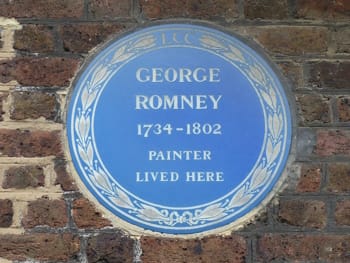 LCC
GEORGE
ROMNEY
1734-1802
PAINTER
LIVED HERE